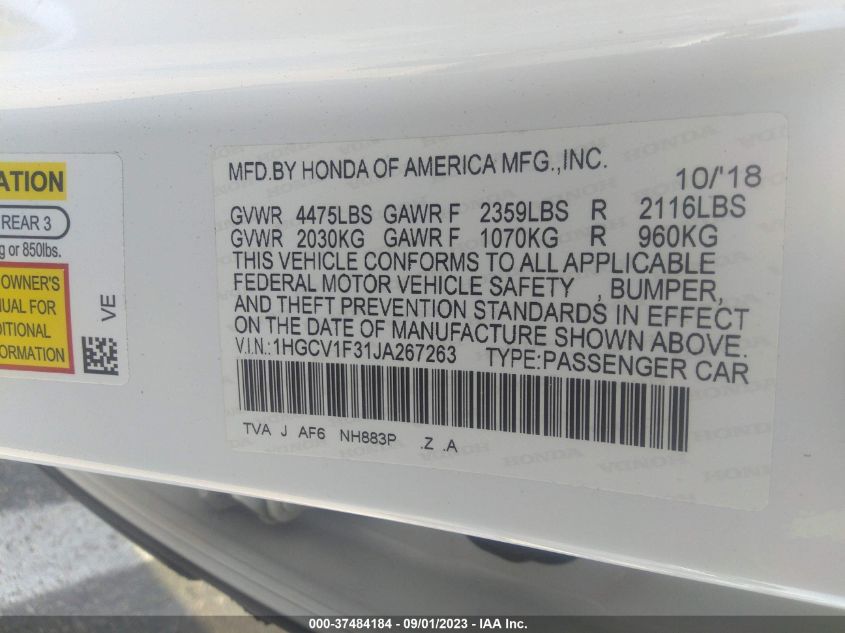 ATION
REAR 3
g or 850lbs.
OWNER'S
NUAL FOR
DITIONAL
FORMATION
VE
MFD.BY HONDA OF AMERICA MFG.,INC.
10/'18
GVWR 4475LBS GAWR F 2359LBS R 2116LBS
GVWR 2030KG GAWR F 1070KG R 960KG
THIS VEHICLE CONFORMS TO ALL APPLICABLE
FEDERAL MOTOR VEHICLE SAFETY , BUMPER,
AND THEFT PREVENTION STANDARDS IN EFFECT
ON THE DATE OF MANUFACTURE SHOWN ABOVE.
V.I.N.:1HGCV1F31JA267263 TYPE:PASSENGER CAR
TVA J AF6 NH883P .Z .A
000-37484184 - 09/01/2023 - IAA Inc.